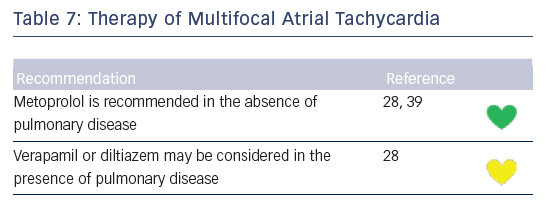 Table 7: Therapy of Multifocal Atrial Tachycardia
Recommendation Reference
Metoprolol is recommended in the absence of 28, 39
pulmonary disease
Verapamil or diltiazem may be considered in the 28
presence of pulmonary disease